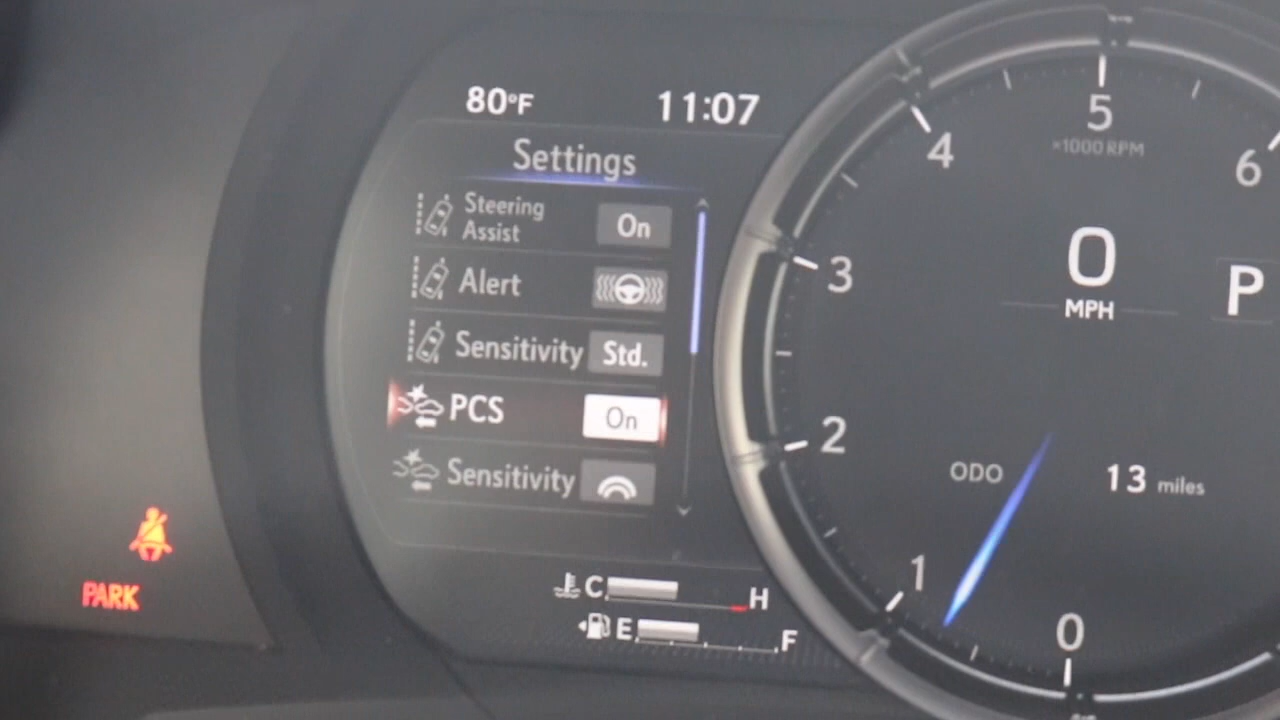 80°F 11:07
Settings
Steering
Assist
On
Alert
Sensitivity Std.
PCS On
Sensitivity
C H
E F
PARK
0
1
2
3
4
5
6
×1000 RPM
0
MPH
P
ODO 13 miles